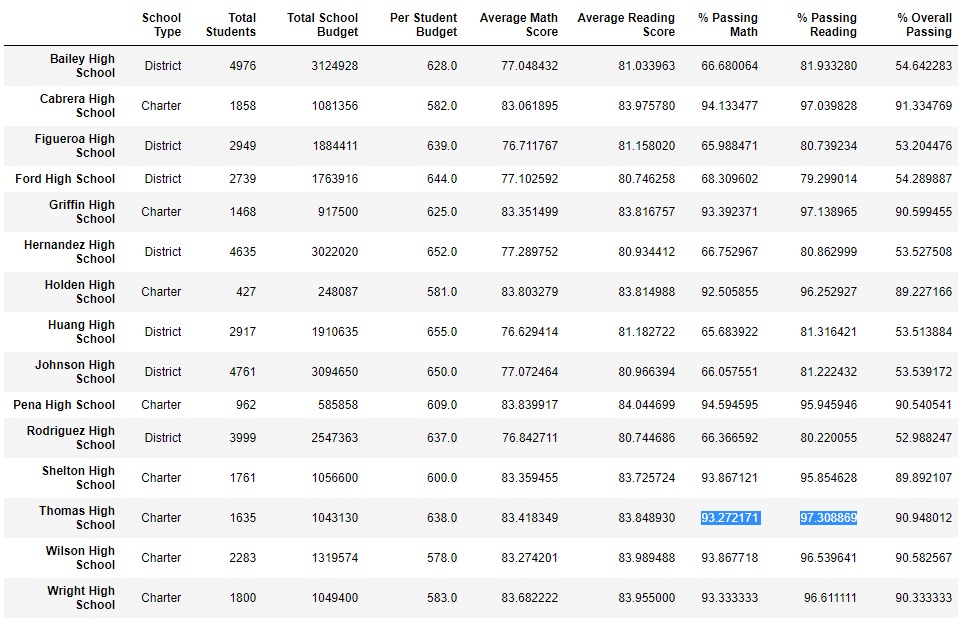 School Type Total Students Total School Budget Per Student Budget Average Math Score Average Reading Score % Passing Math % Passing Reading % Overall Passing
Bailey High School District 4976 3124928 628.0 77.048432 81.033963 66.680064 81.933280 54.642283
Cabrera High School Charter 1858 1081356 582.0 83.061895 83.975780 94.133477 97.039828 91.334769
Figueroa High School District 2949 1884411 639.0 76.711767 81.158020 65.988471 80.739234 53.204476
Ford High School District 2739 1763916 644.0 77.102592 80.746258 68.309602 79.299014 54.289887
Griffin High School Charter 1468 917500 625.0 83.351499 83.816757 93.392371 97.138965 90.599455
Hernandez High School District 4635 3022020 652.0 77.289752 80.934412 66.752967 80.862999 53.527508
Holden High School Charter 427 248087 581.0 83.803279 83.814988 92.505855 96.252927 89.227166
Huang High School District 2917 1910635 655.0 76.629414 81.182722 65.683922 81.316421 53.513884
Johnson High School District 4761 3094650 650.0 77.072464 80.966394 66.057551 81.222432 53.539172
Pena High School Charter 962 585858 609.0 83.839917 84.044699 94.594595 95.945946 90.540541
Rodriguez High School District 3999 2547363 637.0 76.842711 80.744686 66.366592 80.220055 52.988247
Shelton High School Charter 1761 1056600 600.0 83.359455 83.725724 93.867121 95.854628 89.892107
Thomas High School Charter 1635 1043130 638.0 83.418349 83.848930 93.272171 97.308869 90.948012
Wilson High School Charter 2283 1319574 578.0 83.274201 83.989488 93.867718 96.539641 90.582567
Wright High School Charter 1800 1049400 583.0 83.682222 83.955000 93.333333 96.611111 90.333333